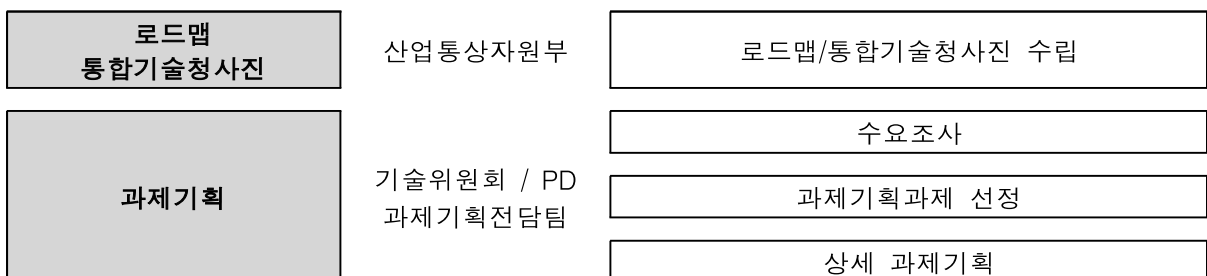 로드맵
통합기술청사진
산업통상자원부
로드맵/통합기술청사진 수립
과제기획
기술위원회 / PD
과제기획전담팀
수요조사
과제기획과제 선정
상세 과제기획